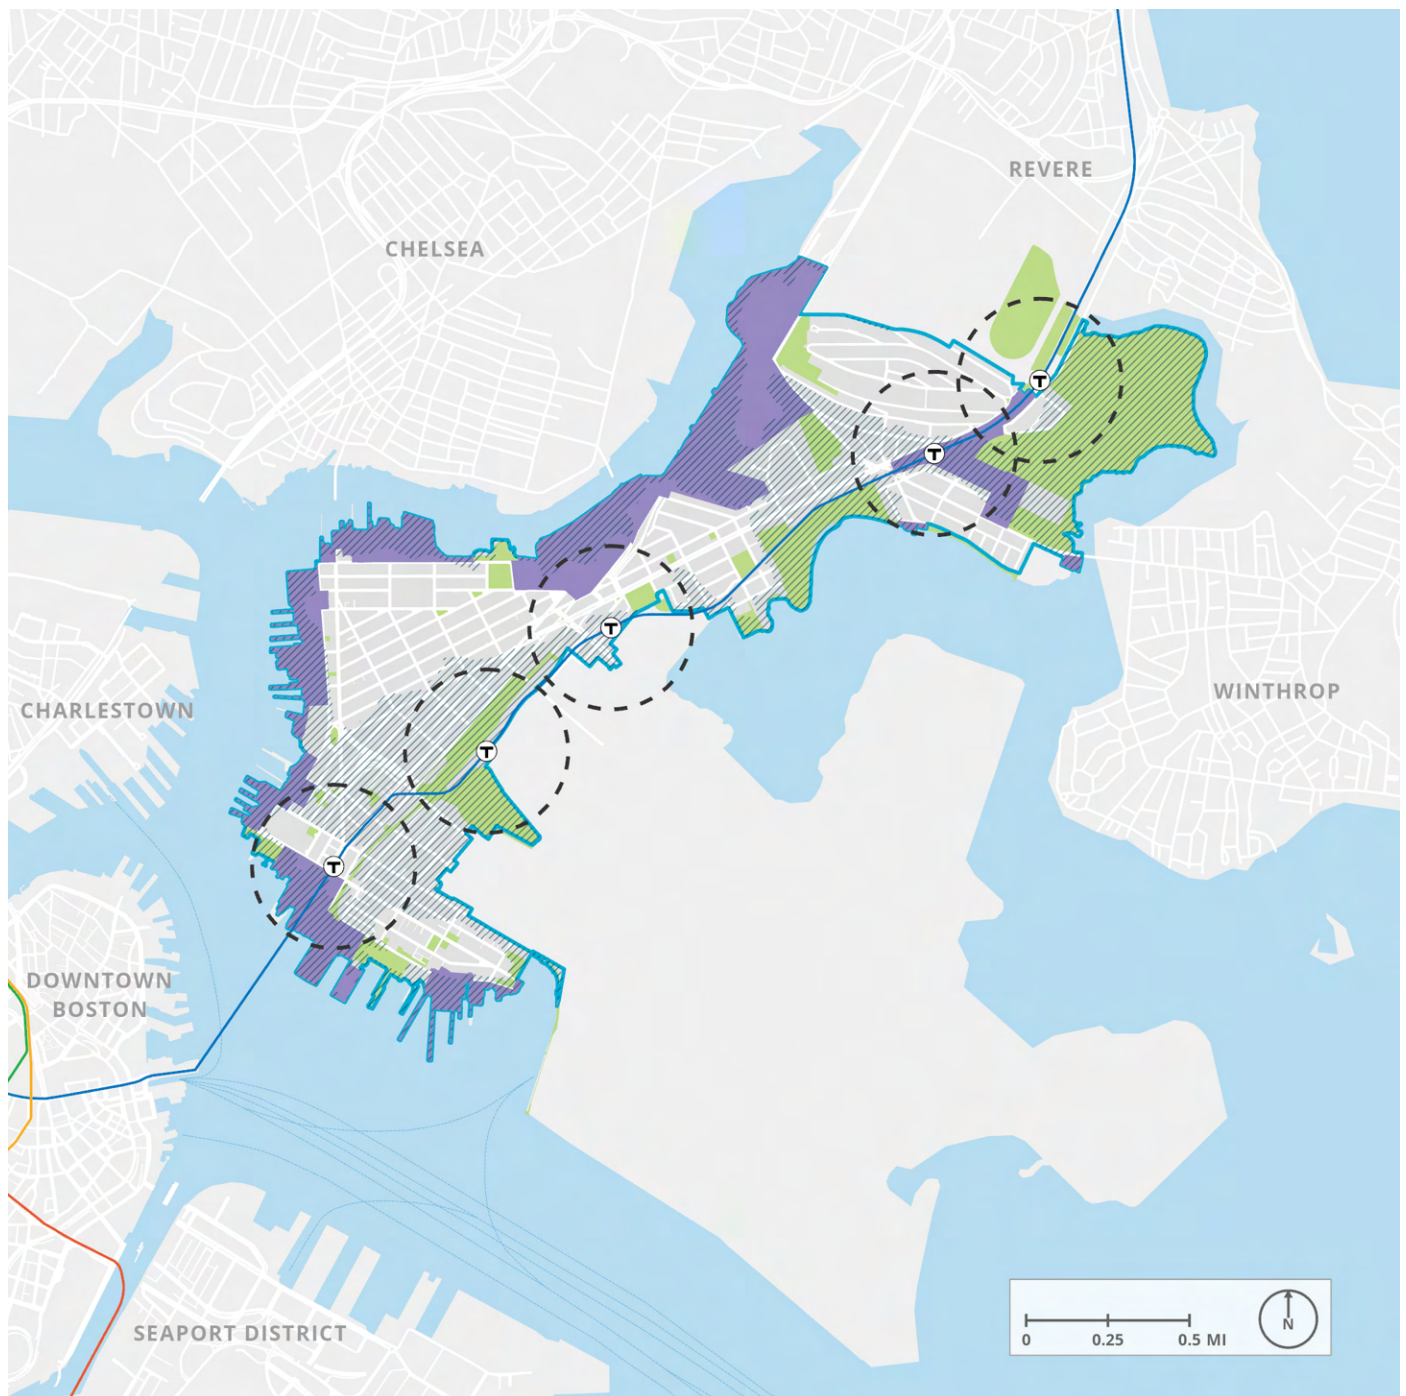 REVERE
CHELSEA
T
T
T
WINTHROP
CHARLESTOWN
T
T
DOWNTOWN
BOSTON
N
0 0.25 0.5 MI
SEAPORT DISTRICT